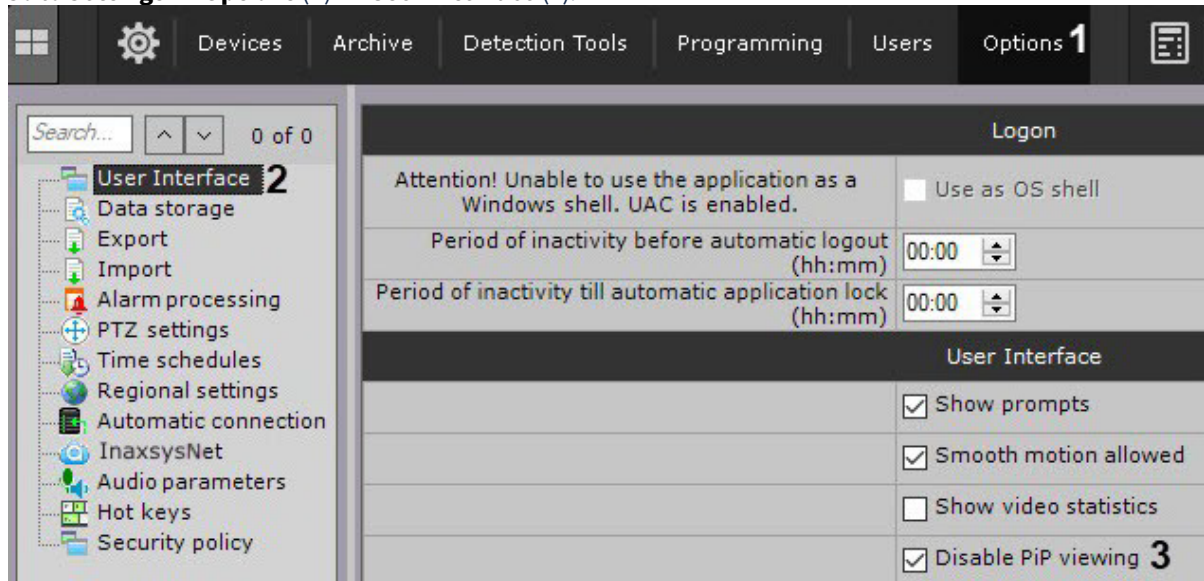 Devices Archive Detection Tools Programming Users Options 1
Search... 0 of 0
User Interface 2
Data storage
Export
Import
Alarm processing
PTZ settings
Time schedules
Regional settings
Automatic connection
InaxsysNet
Audio parameters
Hot keys
Security policy
Logon
Attention! Unable to use the application as a
Windows shell. UAC is enabled.
Use as OS shell
Period of inactivity before automatic logout
(hh:mm)
00:00
Period of inactivity till automatic application lock
(hh:mm)
00:00
User Interface
Show prompts
Smooth motion allowed
Show video statistics
Disable PiP viewing 3